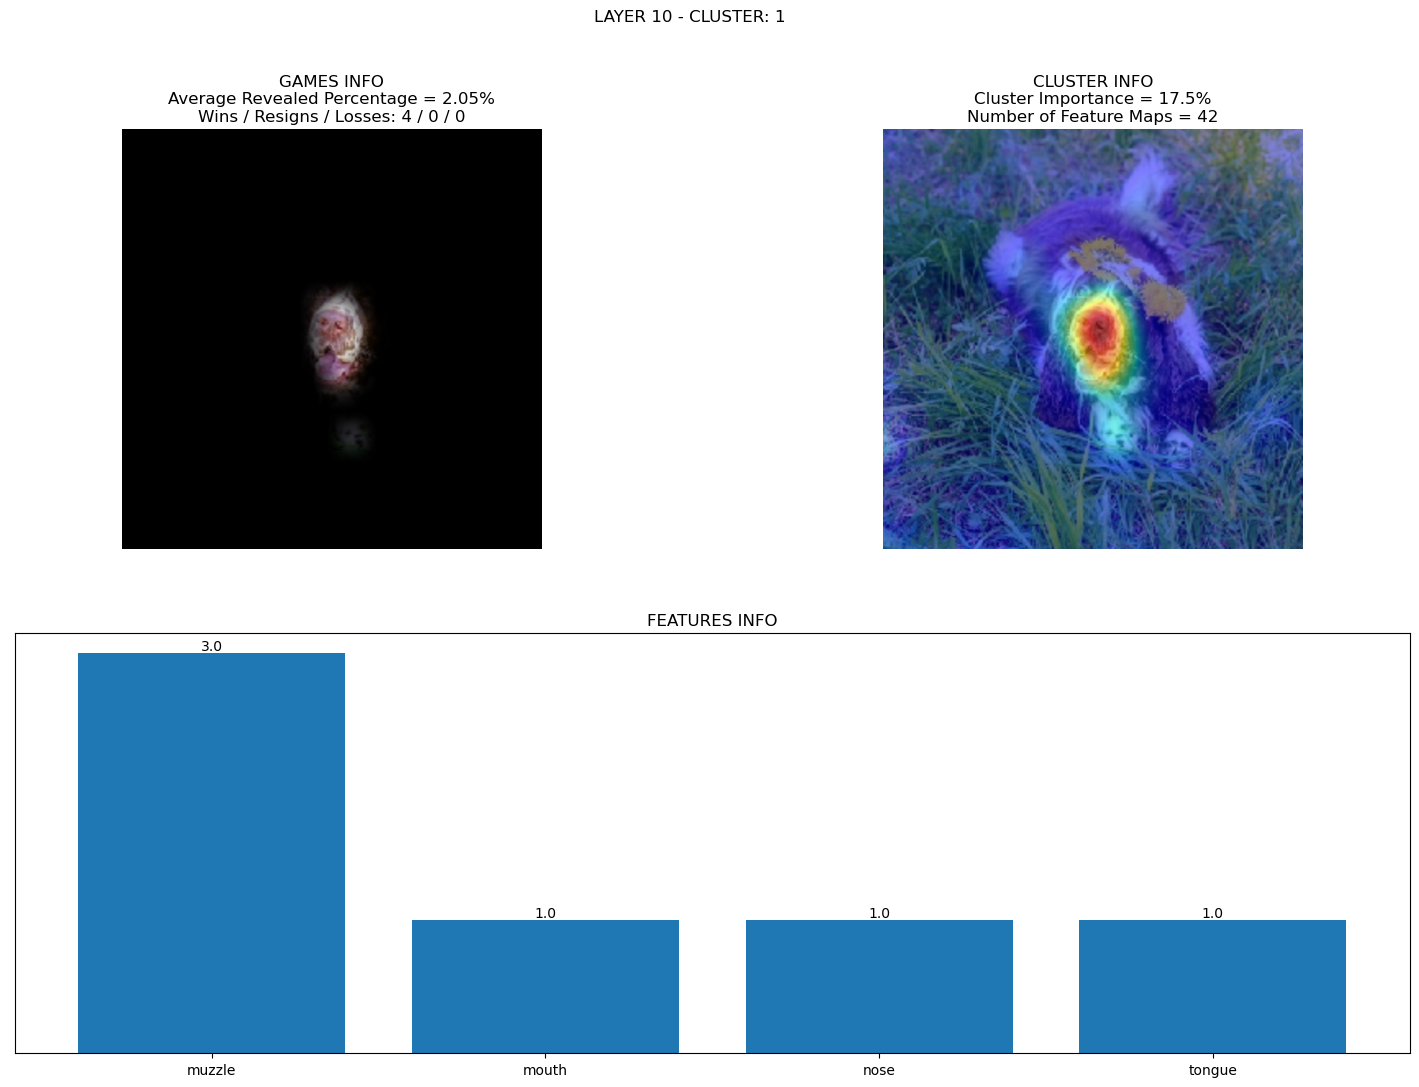 LAYER 10 - CLUSTER: 1
GAMES INFO
Average Revealed Percentage = 2.05%
Wins / Resigns / Losses: 4 / 0 / 0
CLUSTER INFO
Cluster Importance = 17.5%
Number of Feature Maps = 42
FEATURES INFO
3.0
1.0
1.0
1.0
muzzle
mouth
nose
tongue